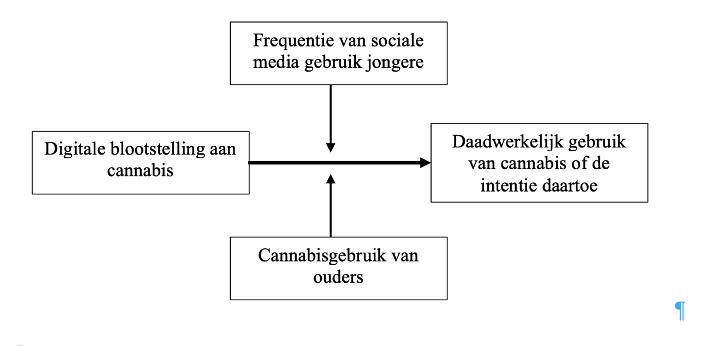 Frequentie van sociale
media gebruik jongere
Digitale blootstelling aan
cannabis
Daadwerkelijk gebruik
van cannabis of de
intentie daartoe
Cannabisgebruik van
ouders
¶